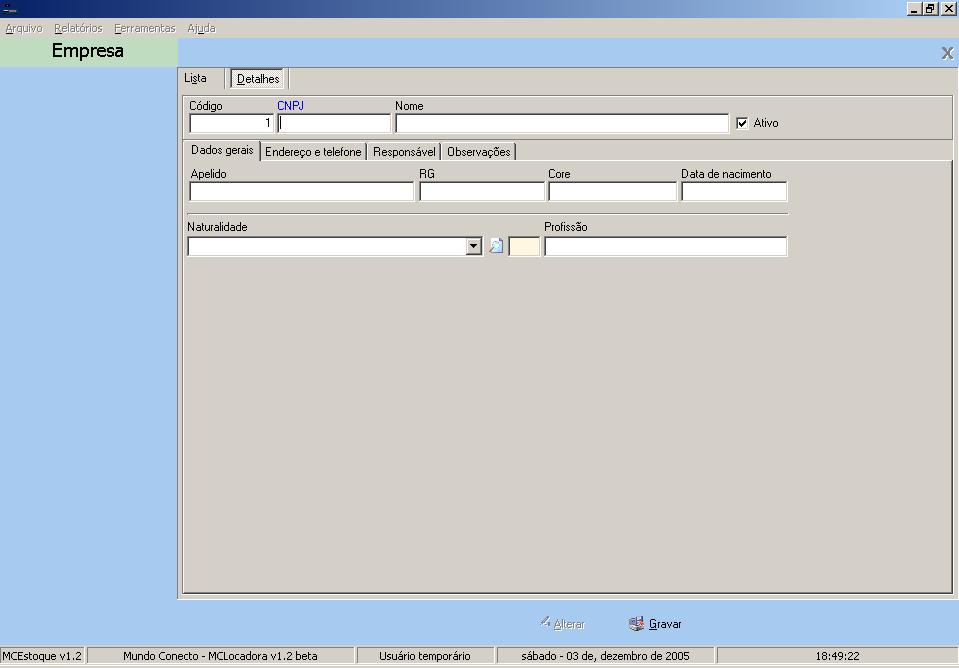 Arquivo Relatórios Ferramentas Ajuda
Empresa
Lista Detalhes
Código CNPJ Nome
1 Ativo
Dados gerais Endereço e telefone Responsável Observações
Apelido RG Core Data de nacimento
Naturalidade Profissão
Alterar Gravar
MCEstoque v1.2 Mundo Conecto - MCLocadora v1.2 beta Usuário temporário sábado - 03 de, dezembro de 2005 18:49:22